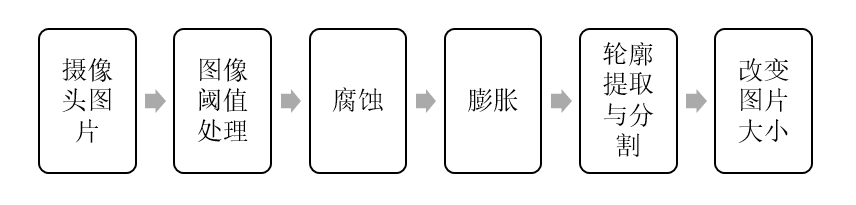 摄像
头图
片
图像
阈值
处理
腐蚀
膨胀
轮廓
提取
与分
割
改变
图片
大小